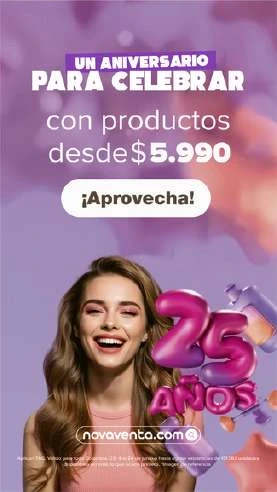 UN ANIVERSARIO
PARA CELEBRAR
con productos
desde $5.990
¡Aprovecha!
25
AÑOS
novaventa.com